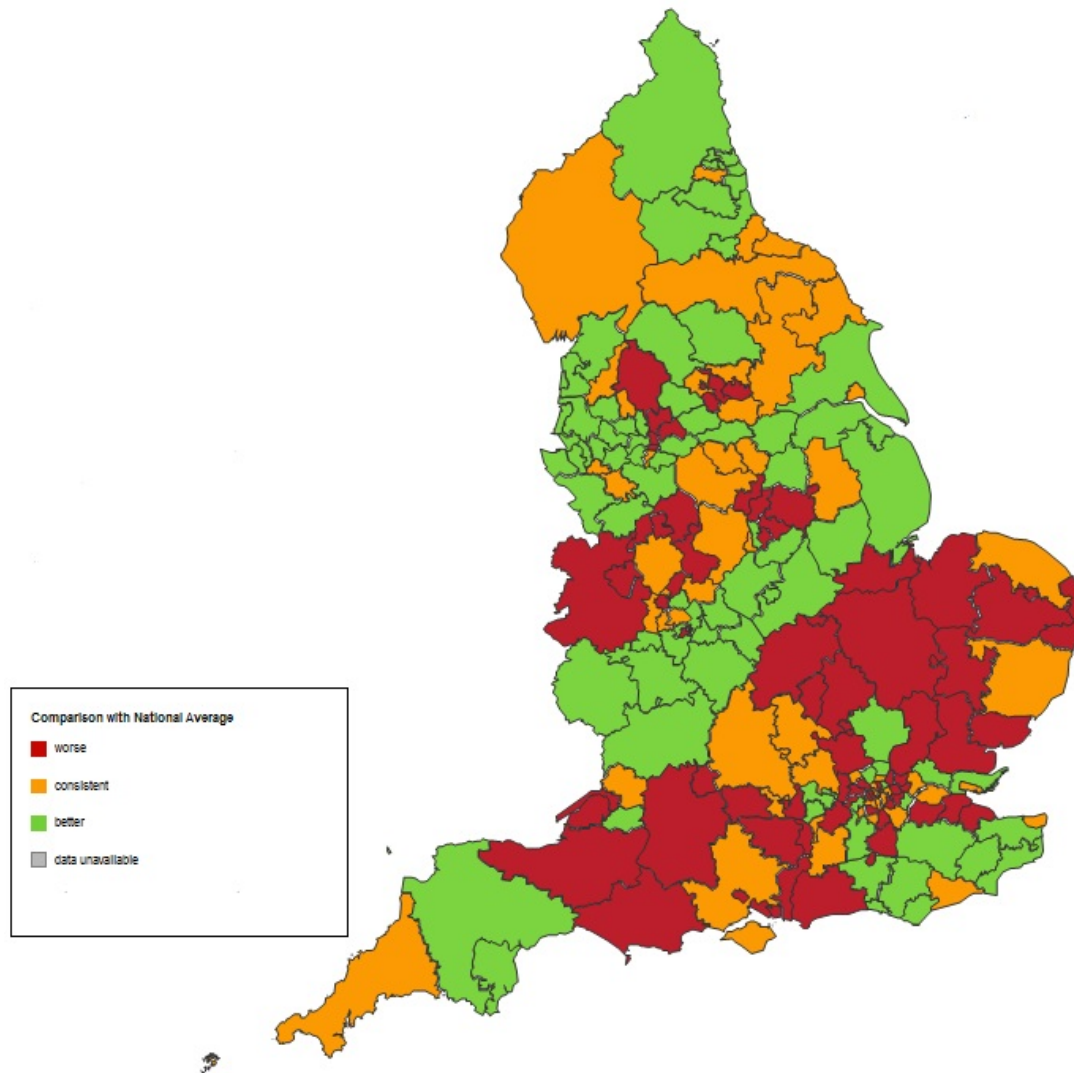 Comparison with National Average
worse
consistent
better
data unavailable